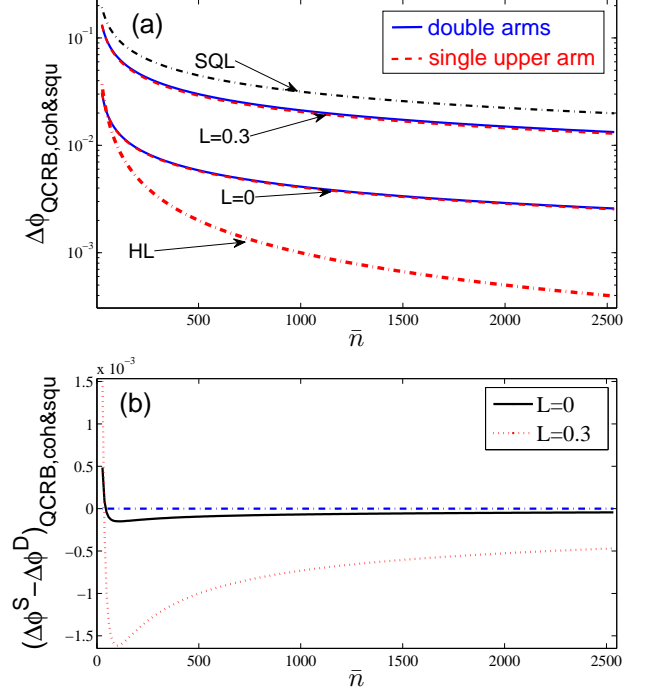 (a)
double arms
single upper arm
SQL
L=0.3
L=0
HL
10⁻¹
10⁻²
10⁻³
Δϕ_QCRB,coh&squ
500 1000 1500 2000 2500
n̄
x 10⁻³
(b)
L=0
L=0.3
1.5
1
0.5
0
−0.5
−1
−1.5
(Δϕ^S−Δϕ^D)_QCRB,coh&squ
0 500 1000 1500 2000 2500
n̄